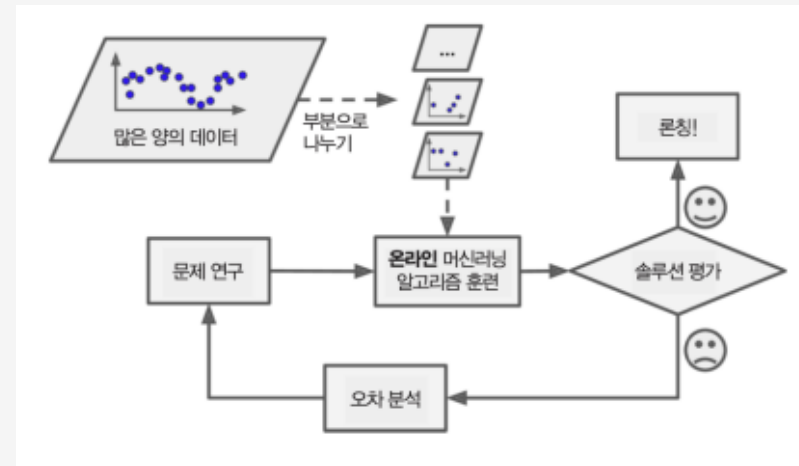 많은 양의 데이터
부분으로
나누기
...
론칭!
문제 연구
온라인 머신러닝
알고리즘 훈련
솔루션 평가
오차 분석